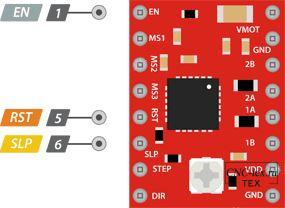 EN 1
RST 5
SLP 6
EN
MS1
MS2
MS3
RST
SLP
STEP
DIR
VMOT
GND
2B
2A
1A
1B
VDD
GND
TEX